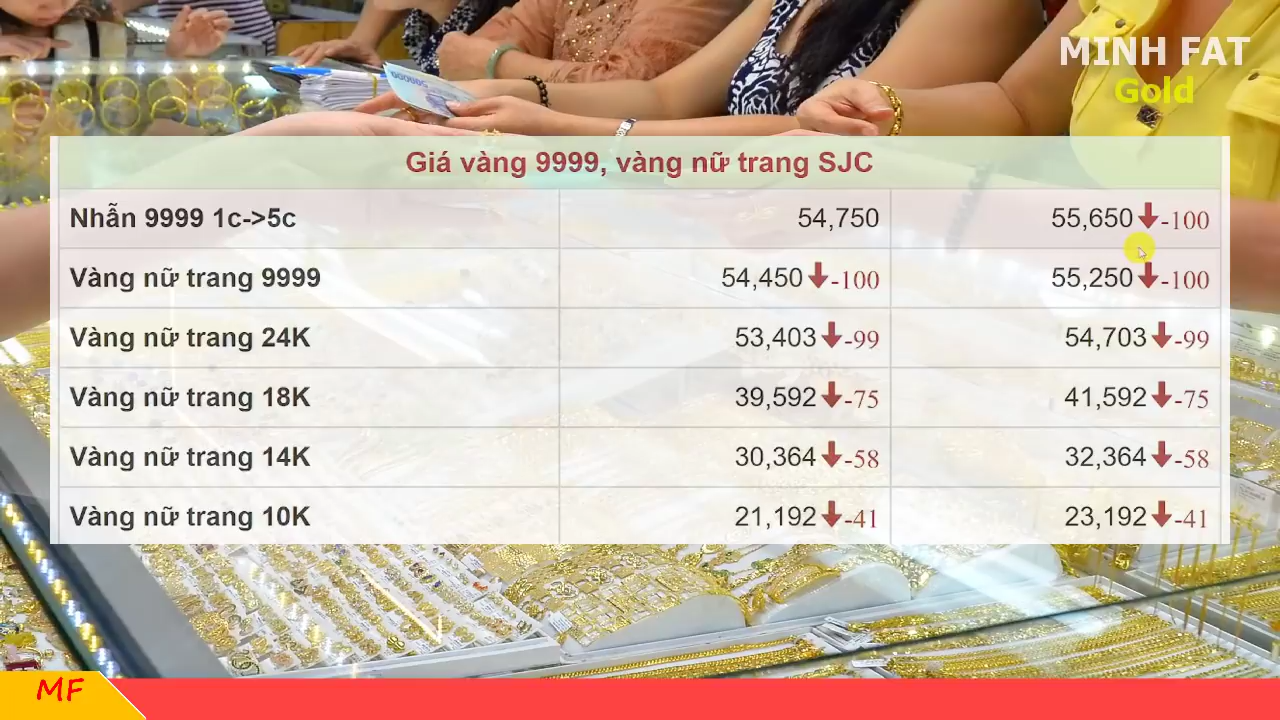 MINH FAT
Gold
Giá vàng 9999, vàng nữ trang SJC
Nhẫn 9999 1c->5c 54,750 55,650 -100
Vàng nữ trang 9999 54,450 -100 55,250 -100
Vàng nữ trang 24K 53,403 -99 54,703 -99
Vàng nữ trang 18K 39,592 -75 41,592 -75
Vàng nữ trang 14K 30,364 -58 32,364 -58
Vàng nữ trang 10K 21,192 -41 23,192 -41
MF